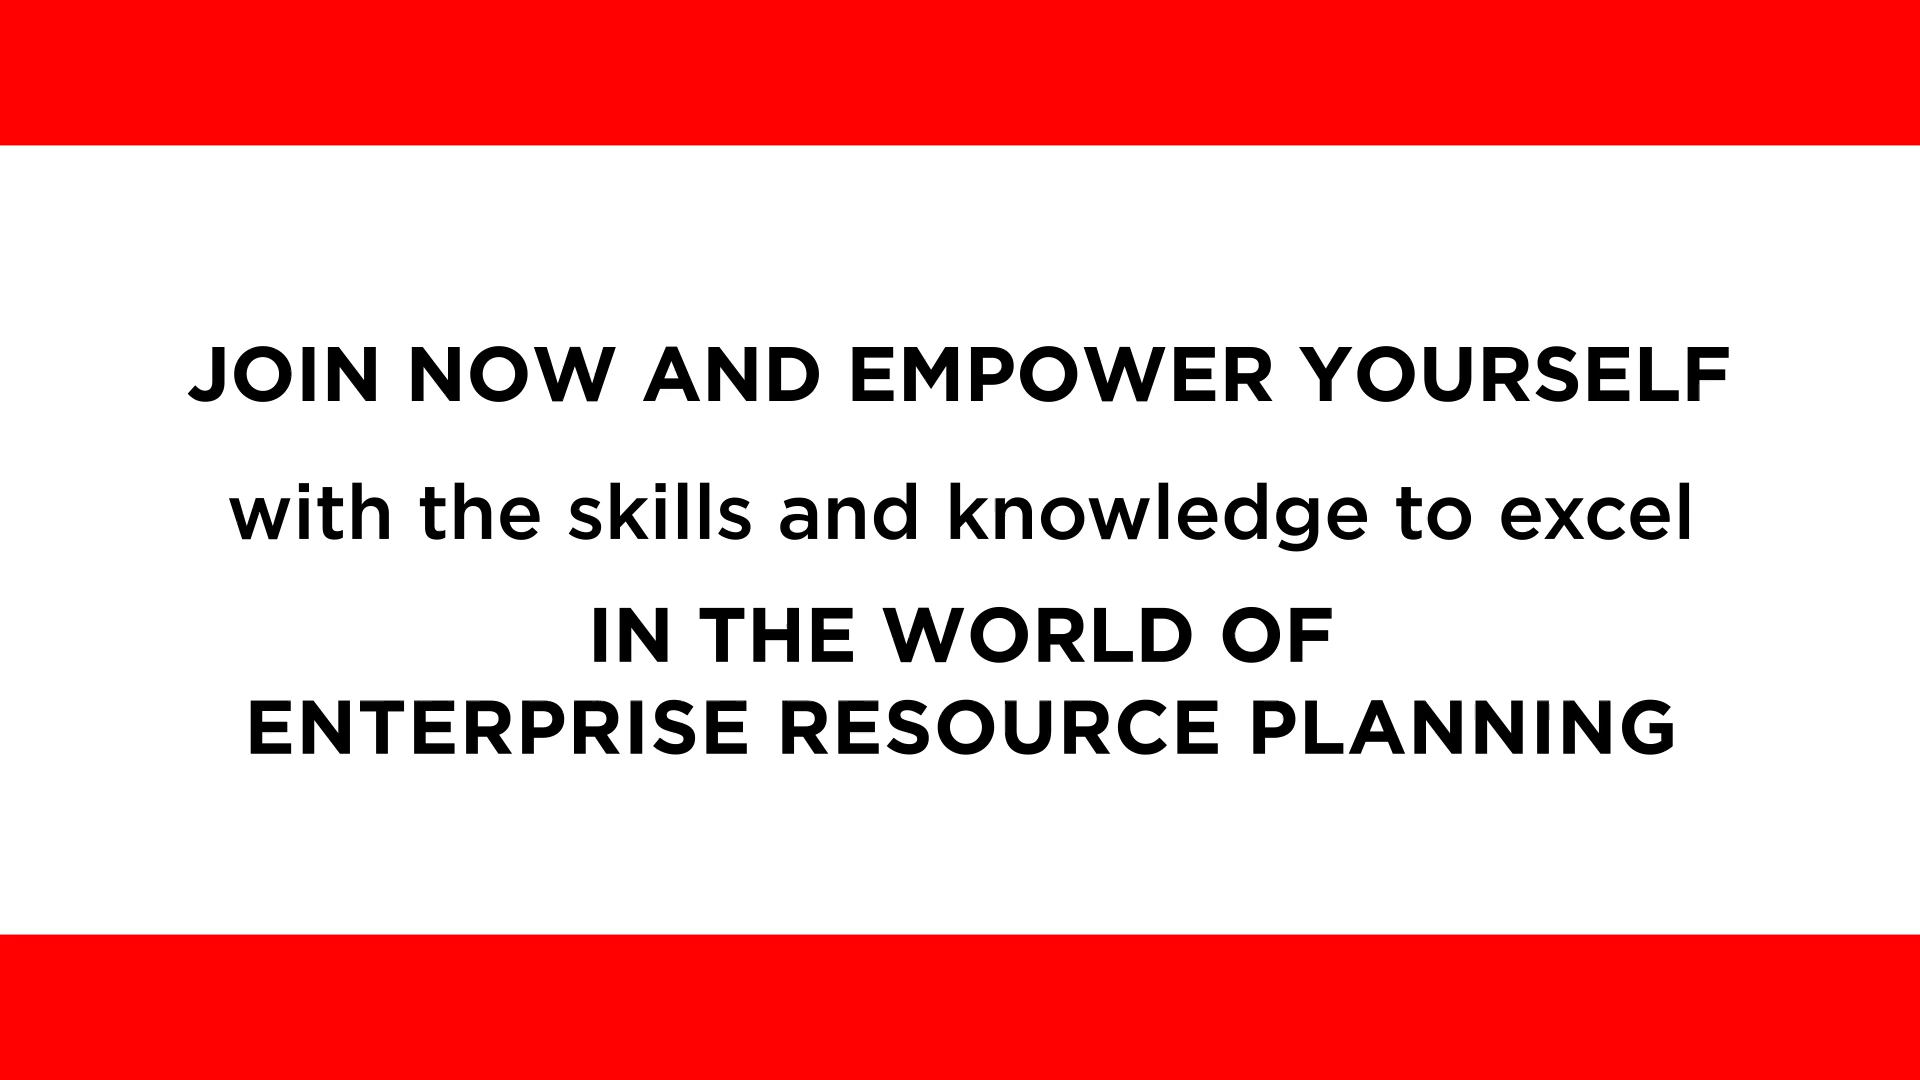 JOIN NOW AND EMPOWER YOURSELF
with the skills and knowledge to excel
IN THE WORLD OF
ENTERPRISE RESOURCE PLANNING